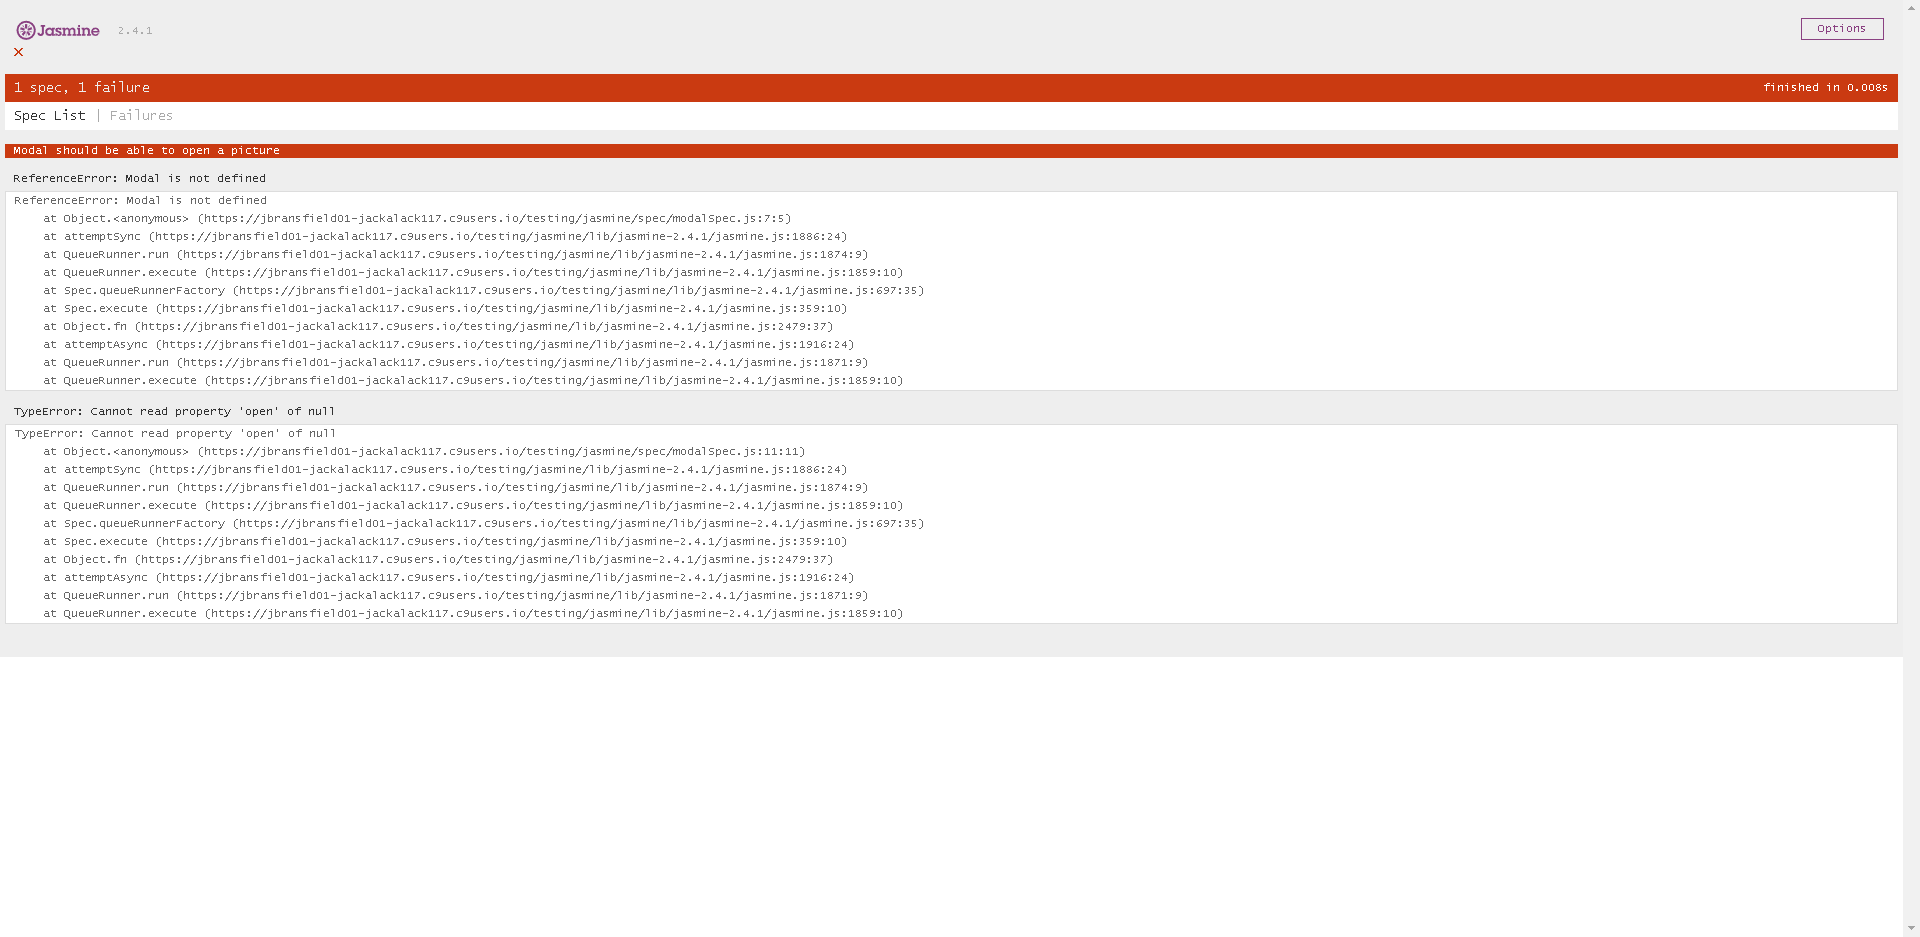 Jasmine 2.4.1
Options
×
1 spec, 1 failure
finished in 0.008s
Spec List | Failures
Modal should be able to open a picture
ReferenceError: Modal is not defined
ReferenceError: Modal is not defined
at Object.<anonymous> (https://jbransfield01-jackalack117.c9users.io/testing/jasmine/spec/modalSpec.js:7:5)
at attemptSync (https://jbransfield01-jackalack117.c9users.io/testing/jasmine/lib/jasmine-2.4.1/jasmine.js:1886:24)
at QueueRunner.run (https://jbransfield01-jackalack117.c9users.io/testing/jasmine/lib/jasmine-2.4.1/jasmine.js:1874:9)
at QueueRunner.execute (https://jbransfield01-jackalack117.c9users.io/testing/jasmine/lib/jasmine-2.4.1/jasmine.js:1859:10)
at Spec.queueRunnerFactory (https://jbransfield01-jackalack117.c9users.io/testing/jasmine/lib/jasmine-2.4.1/jasmine.js:697:35)
at Spec.execute (https://jbransfield01-jackalack117.c9users.io/testing/jasmine/lib/jasmine-2.4.1/jasmine.js:359:10)
at Object.fn (https://jbransfield01-jackalack117.c9users.io/testing/jasmine/lib/jasmine-2.4.1/jasmine.js:2479:37)
at attemptAsync (https://jbransfield01-jackalack117.c9users.io/testing/jasmine/lib/jasmine-2.4.1/jasmine.js:1916:24)
at QueueRunner.run (https://jbransfield01-jackalack117.c9users.io/testing/jasmine/lib/jasmine-2.4.1/jasmine.js:1871:9)
at QueueRunner.execute (https://jbransfield01-jackalack117.c9users.io/testing/jasmine/lib/jasmine-2.4.1/jasmine.js:1859:10)
TypeError: Cannot read property 'open' of null
TypeError: Cannot read property 'open' of null
at Object.<anonymous> (https://jbransfield01-jackalack117.c9users.io/testing/jasmine/spec/modalSpec.js:11:11)
at attemptSync (https://jbransfield01-jackalack117.c9users.io/testing/jasmine/lib/jasmine-2.4.1/jasmine.js:1886:24)
at QueueRunner.run (https://jbransfield01-jackalack117.c9users.io/testing/jasmine/lib/jasmine-2.4.1/jasmine.js:1874:9)
at QueueRunner.execute (https://jbransfield01-jackalack117.c9users.io/testing/jasmine/lib/jasmine-2.4.1/jasmine.js:1859:10)
at Spec.queueRunnerFactory (https://jbransfield01-jackalack117.c9users.io/testing/jasmine/lib/jasmine-2.4.1/jasmine.js:697:35)
at Spec.execute (https://jbransfield01-jackalack117.c9users.io/testing/jasmine/lib/jasmine-2.4.1/jasmine.js:359:10)
at Object.fn (https://jbransfield01-jackalack117.c9users.io/testing/jasmine/lib/jasmine-2.4.1/jasmine.js:2479:37)
at attemptAsync (https://jbransfield01-jackalack117.c9users.io/testing/jasmine/lib/jasmine-2.4.1/jasmine.js:1916:24)
at QueueRunner.run (https://jbransfield01-jackalack117.c9users.io/testing/jasmine/lib/jasmine-2.4.1/jasmine.js:1871:9)
at QueueRunner.execute (https://jbransfield01-jackalack117.c9users.io/testing/jasmine/lib/jasmine-2.4.1/jasmine.js:1859:10)